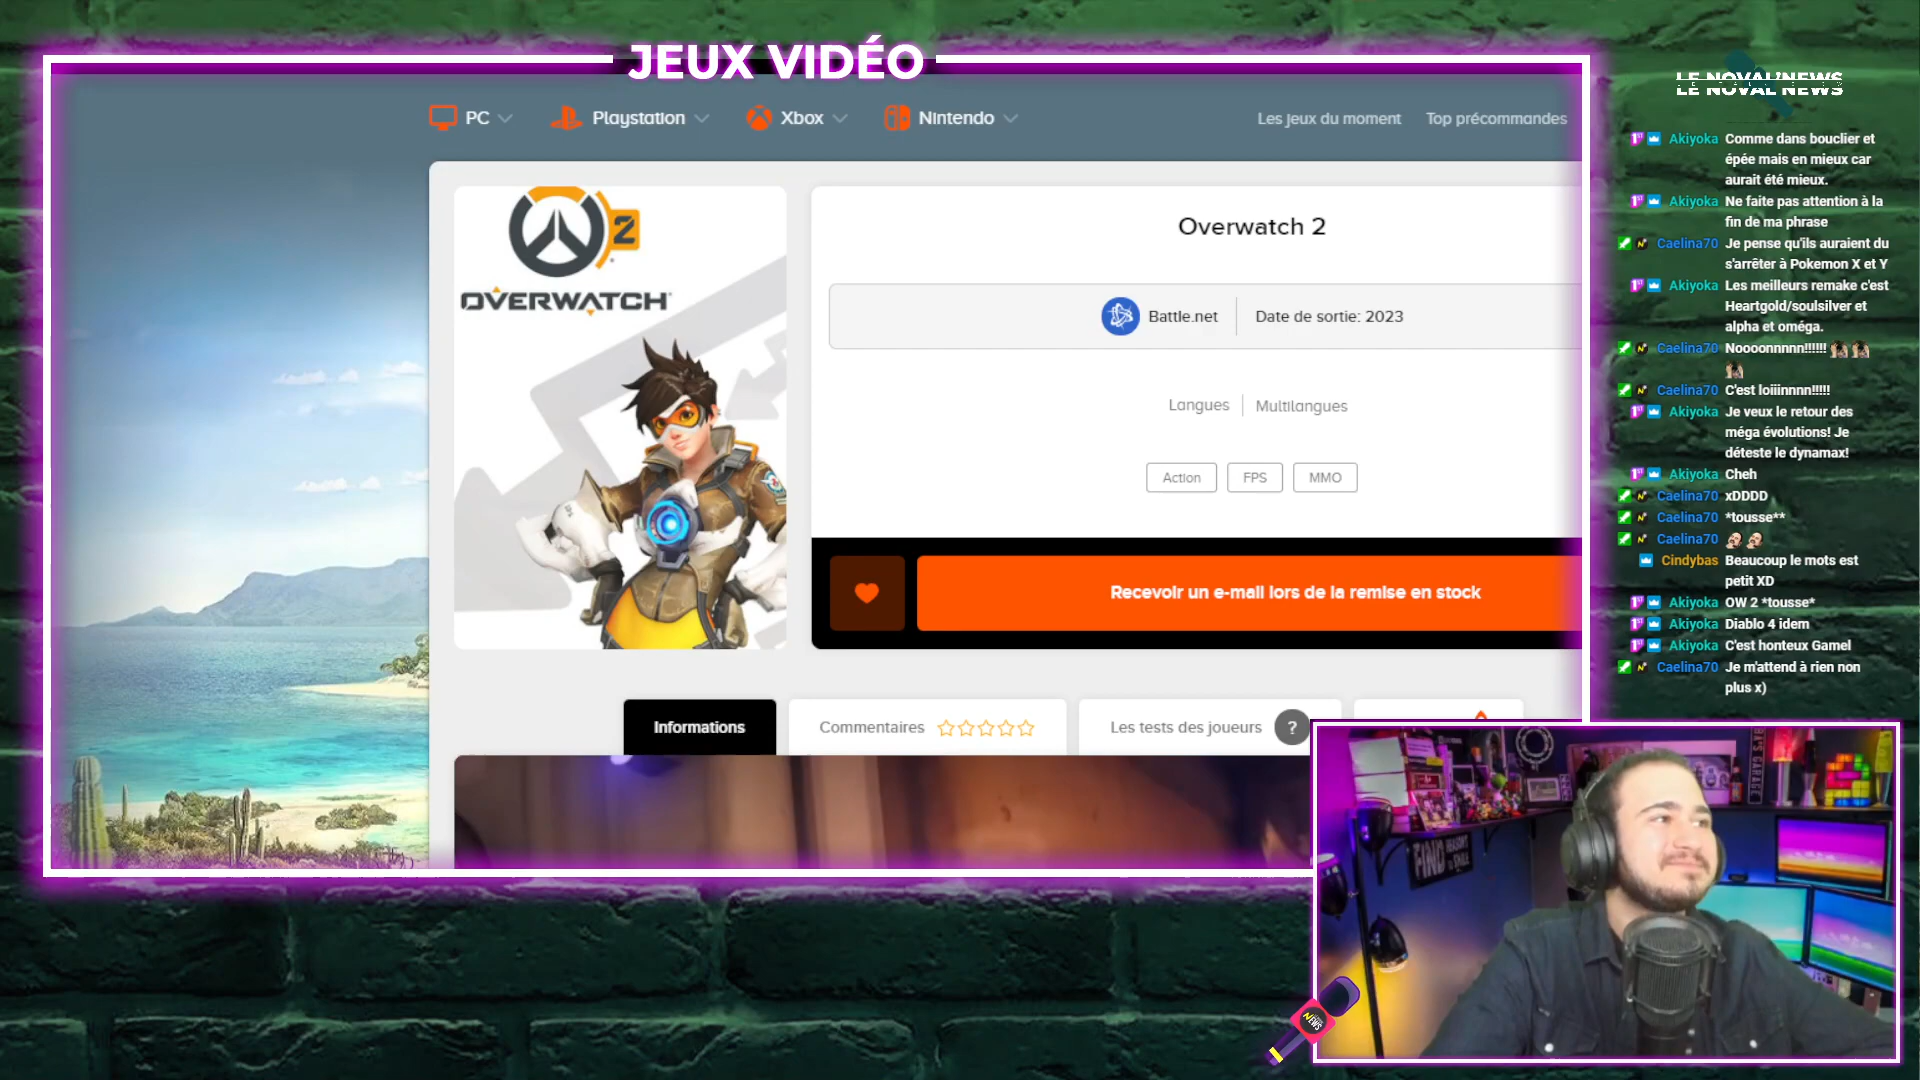 JEUX VIDÉO
PC
Playstation
Xbox
Nintendo
Les jeux du moment
Top précommandes
2
OVERWATCH
Overwatch 2
Battle.net
Date de sortie: 2023
Langues
Multilangues
Action
FPS
MMO
Recevoir un e-mail lors de la remise en stock
Informations
Commentaires
Les tests des joueurs
?
LE NOVAL'NEWS
Akiyoka Comme dans bouclier et
épée mais en mieux car
aurait été mieux.
Akiyoka Ne faite pas attention à la
fin de ma phrase
Caelina70 Je pense qu'ils auraient du
s'arrêter à Pokemon X et Y
Akiyoka Les meilleurs remake c'est
Heartgold/soulsilver et
alpha et oméga.
Caelina70 Noooonnnnn!!!!!!
Caelina70 C'est loiiinnnn!!!!!
Akiyoka Je veux le retour des
méga évolutions! Je
déteste le dynamax!
Akiyoka Cheh
Caelina70 xDDDD
Caelina70 *tousse**
Caelina70
Cindybas Beaucoup le mots est
petit XD
Akiyoka OW 2 *tousse*
Akiyoka Diablo 4 idem
Akiyoka C'est honteux Gamel
Caelina70 Je m'attend à rien non
plus x)
FIND
NEWS